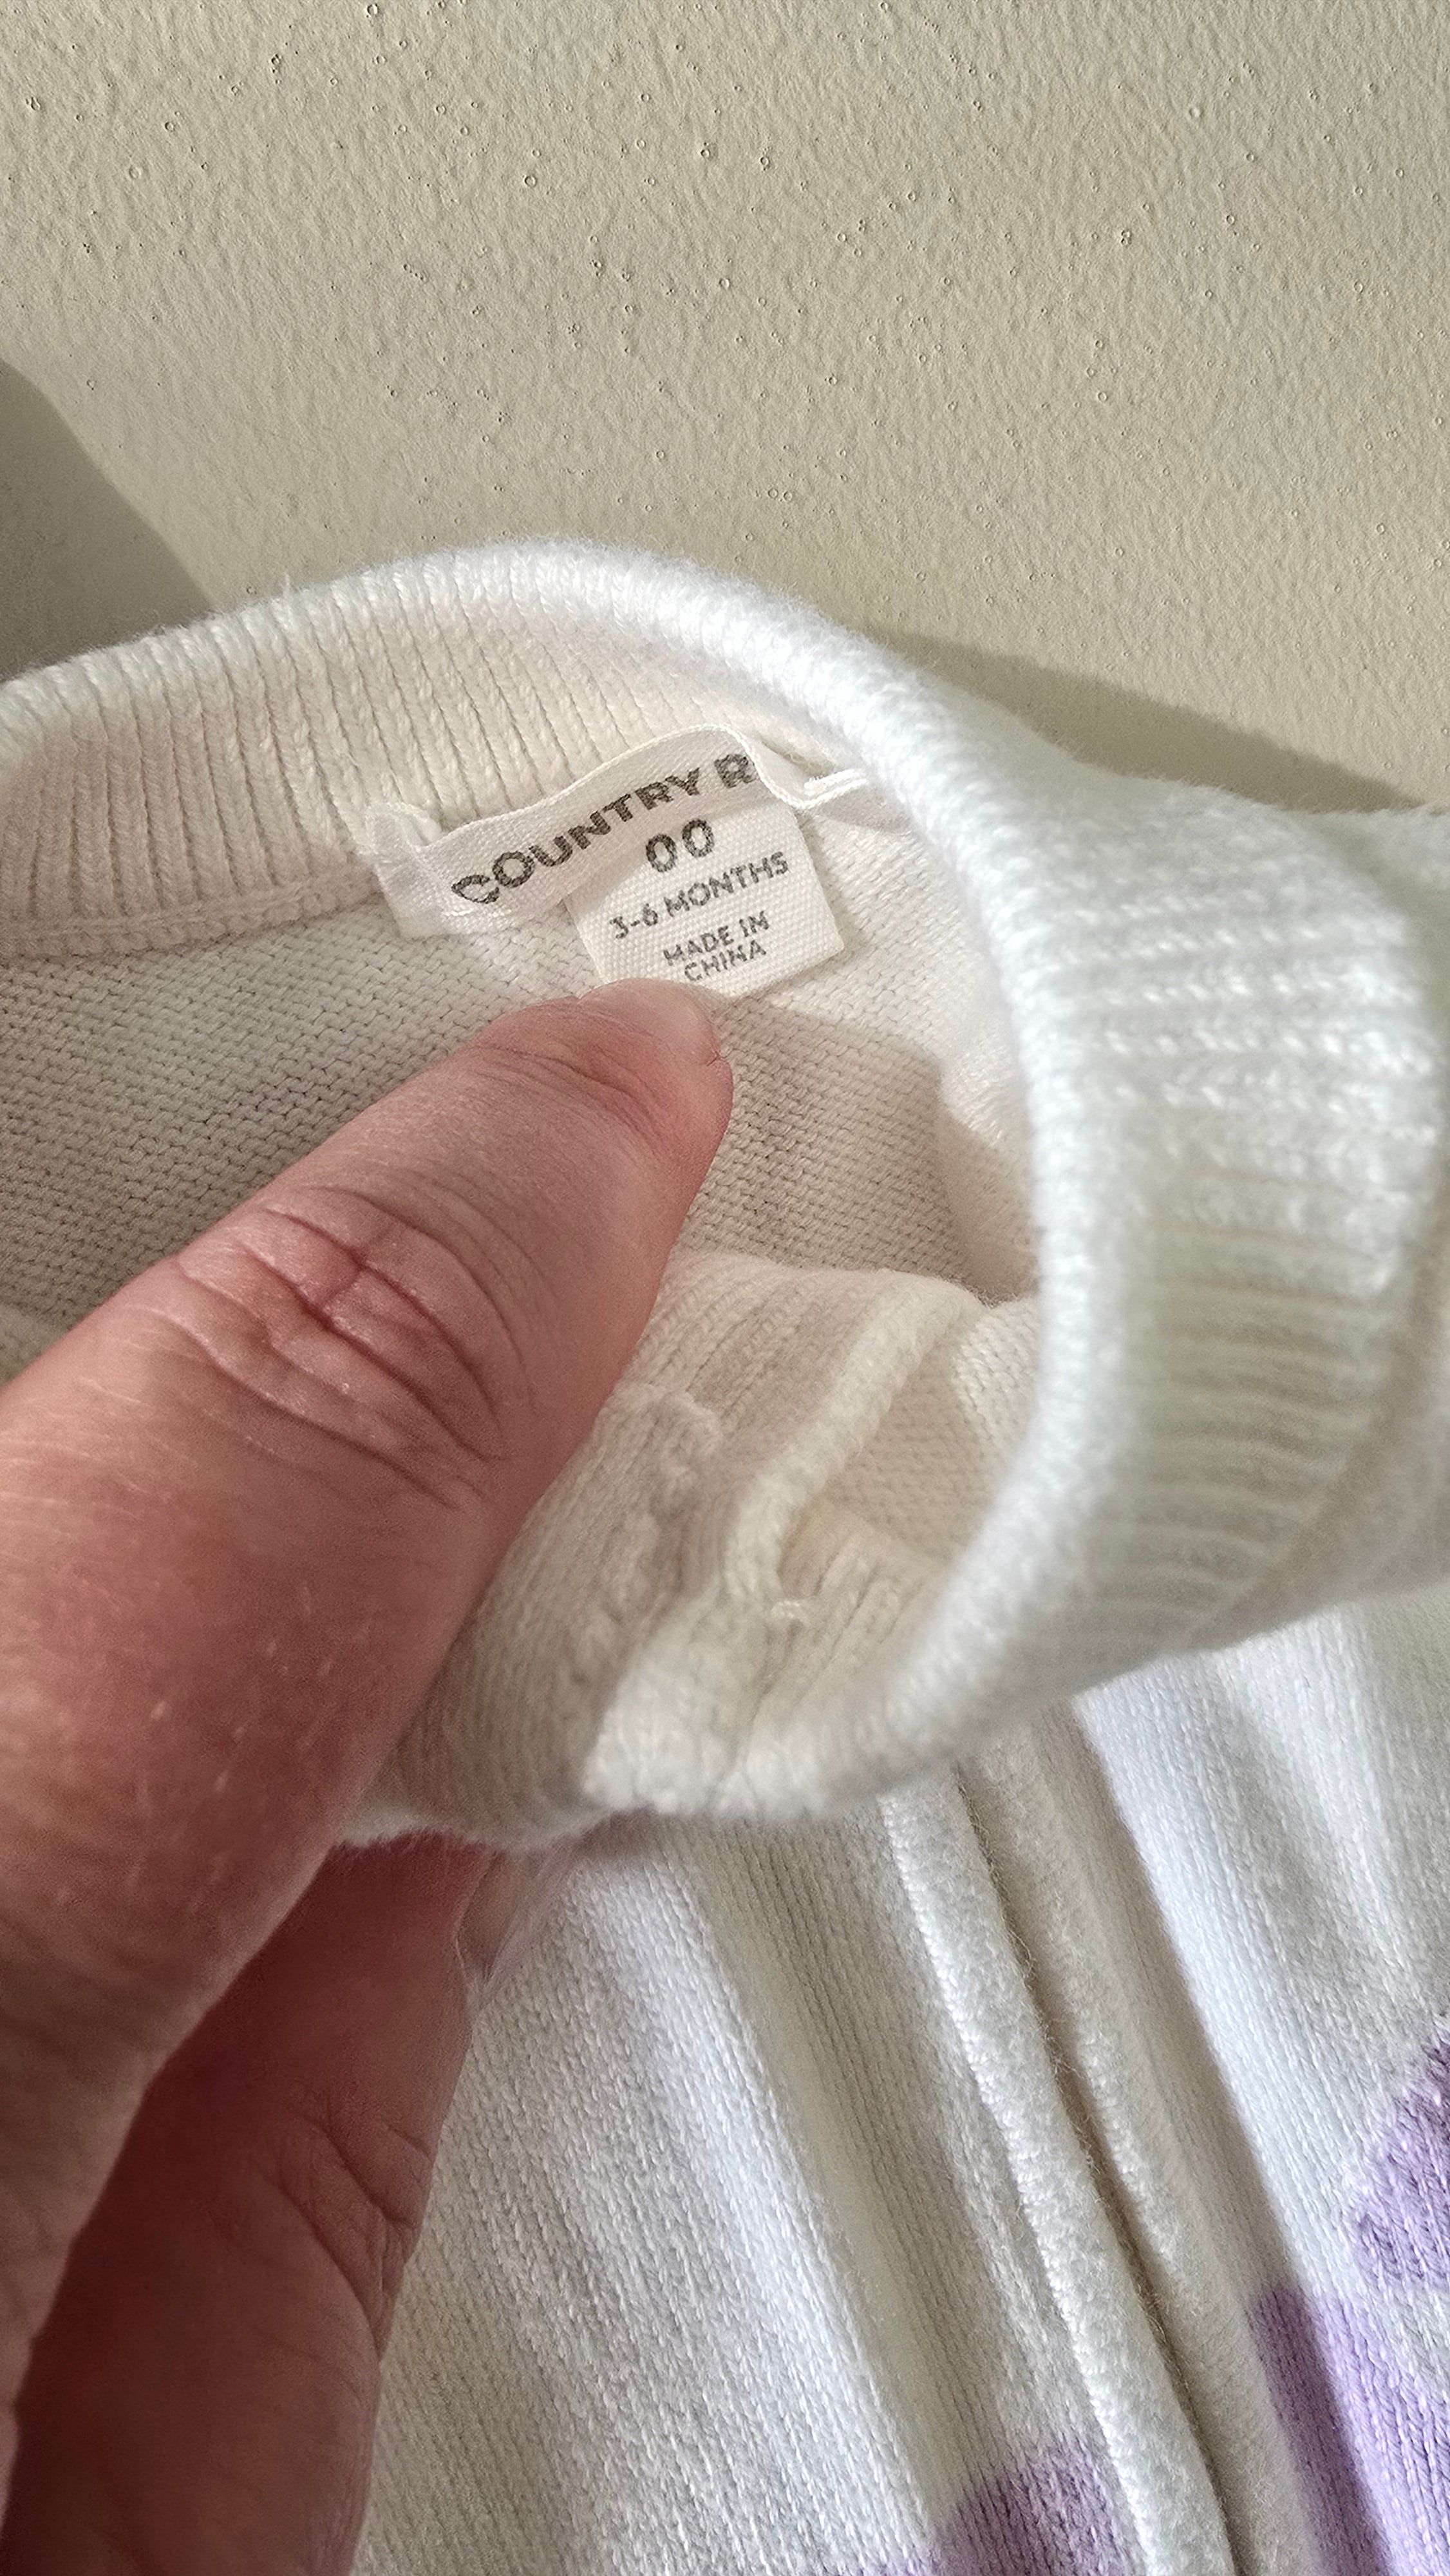 COUNTRY R
00
3-6 MONTHS
MADE IN
CHINA